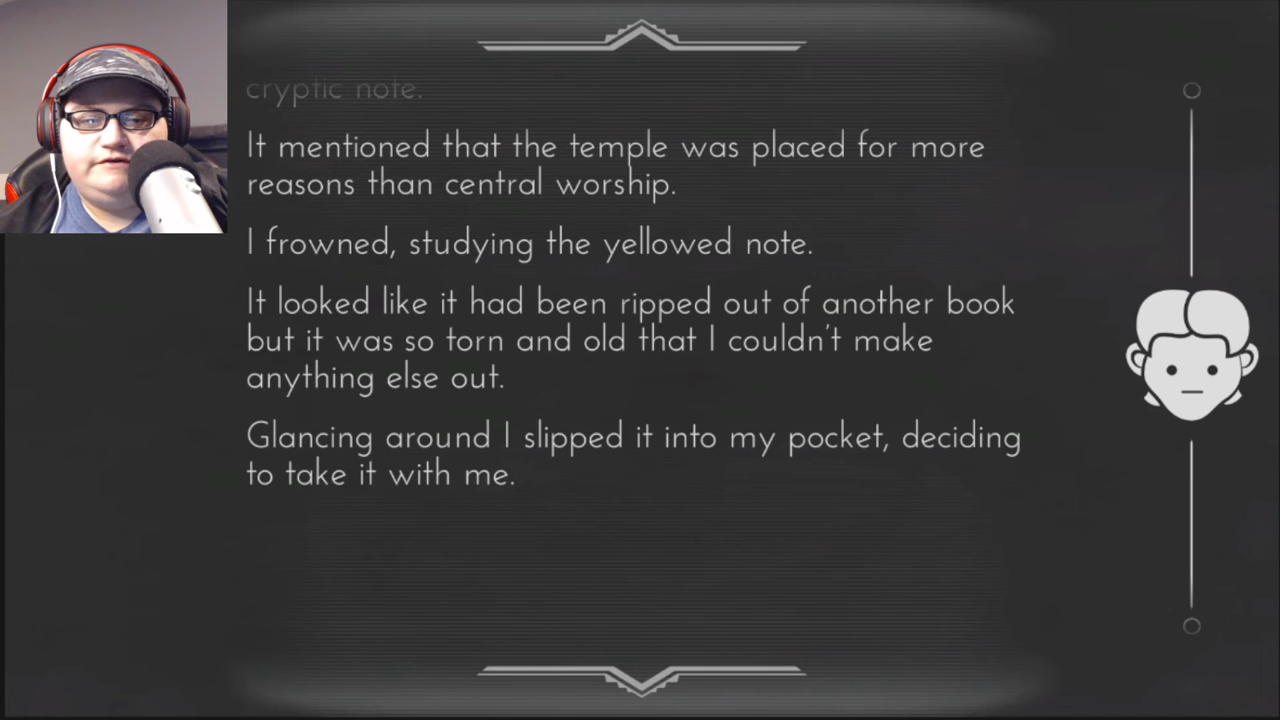 cryptic note.
It mentioned that the temple was placed for more
reasons than central worship.
I frowned, studying the yellowed note.
It looked like it had been ripped out of another book
but it was so torn and old that I couldn't make
anything else out.
Glancing around I slipped it into my pocket, deciding
to take it with me.